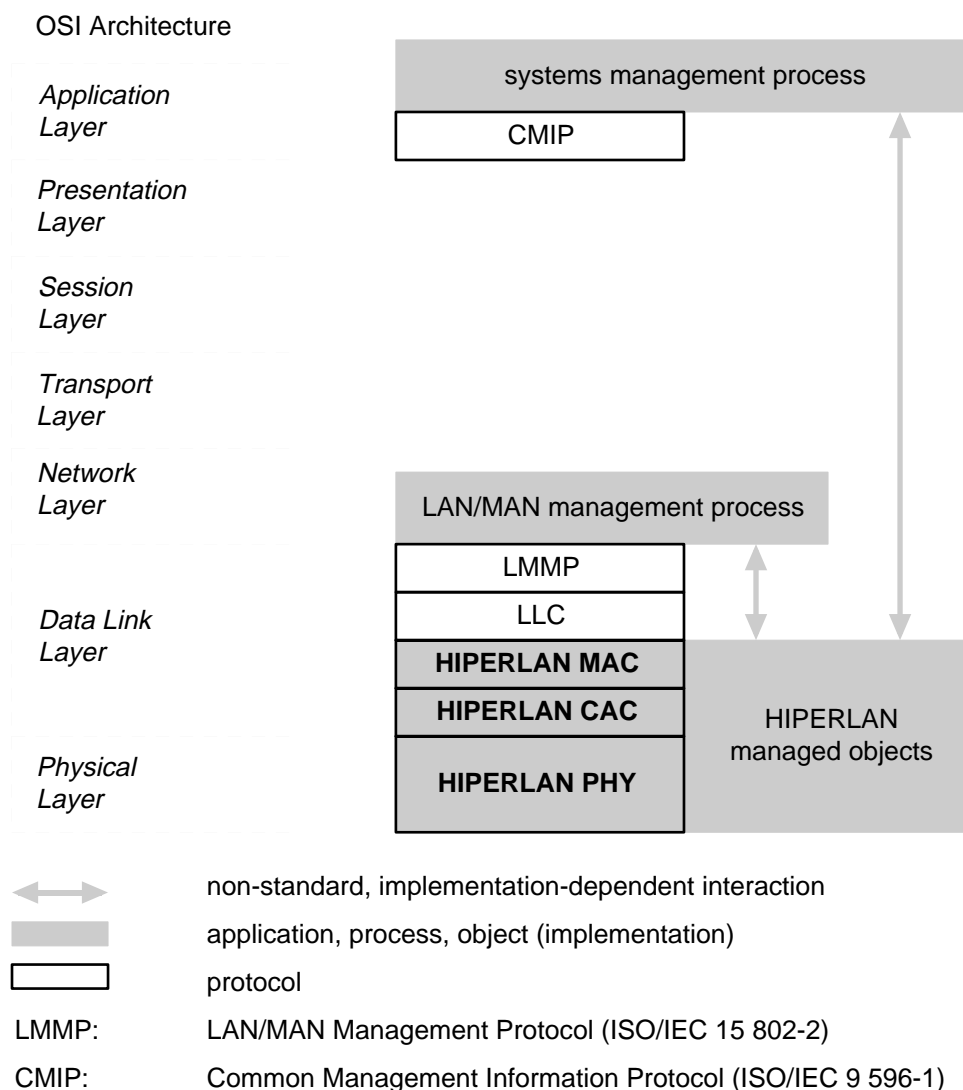 OSI Architecture
systems management process
Application
Layer
CMIP
Presentation
Layer
Session
Layer
Transport
Layer
Network
Layer
LAN/MAN management process
LMMP
LLC
Data Link
Layer
HIPERLAN MAC
HIPERLAN CAC
HIPERLAN
managed objects
Physical
Layer
HIPERLAN PHY
non-standard, implementation-dependent interaction
application, process, object (implementation)
protocol
LMMP: LAN/MAN Management Protocol (ISO/IEC 15 802-2)
CMIP: Common Management Information Protocol (ISO/IEC 9 596-1)